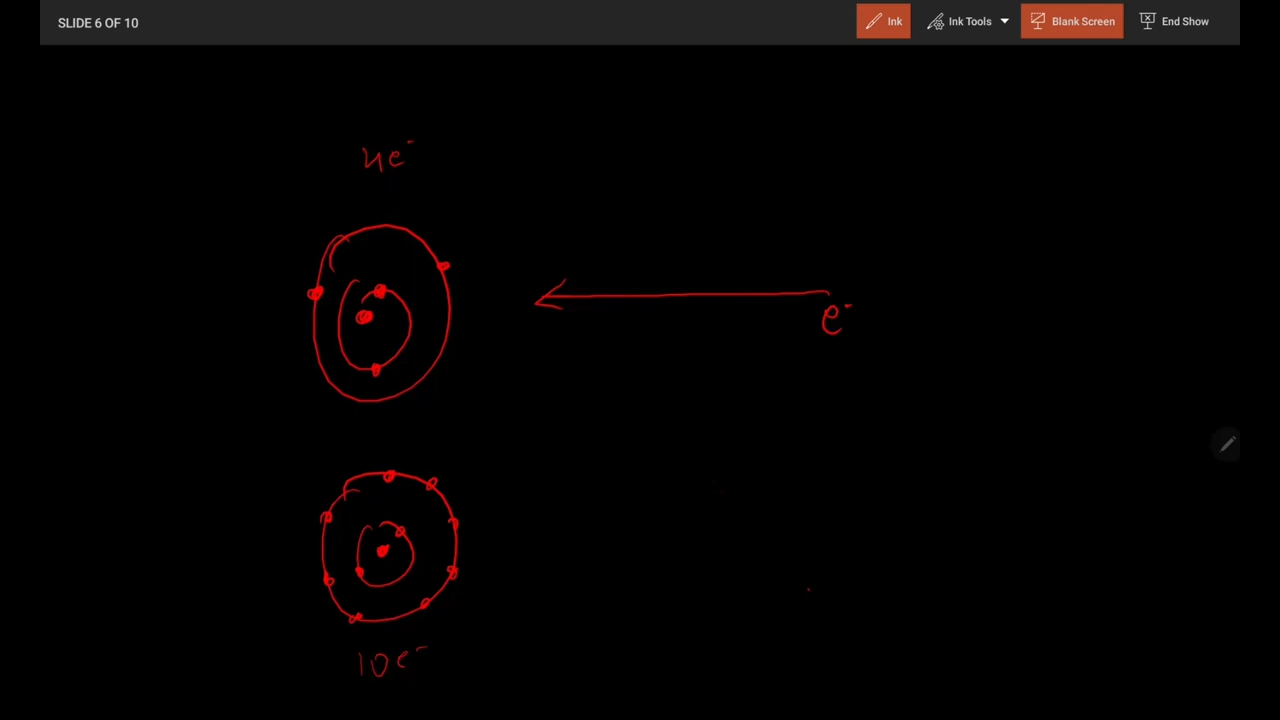 SLIDE 6 OF 10 Ink Ink Tools Blank Screen End Show
4e⁻
e⁻
10e⁻